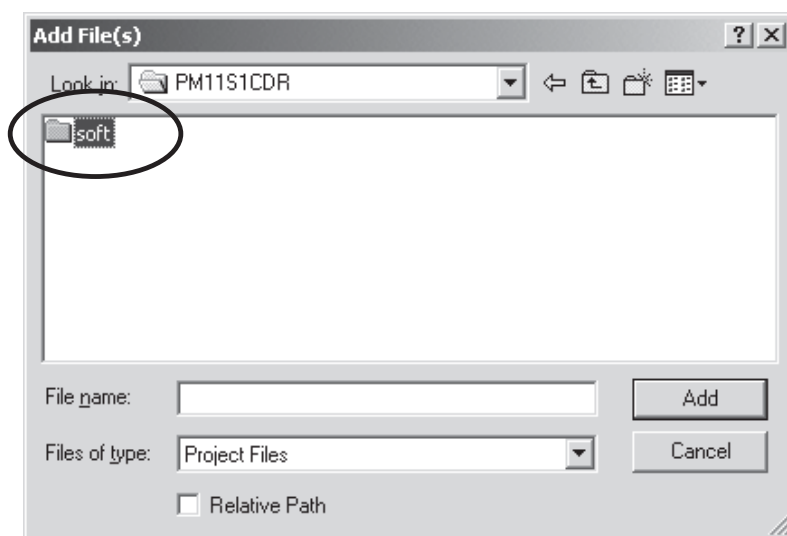 Add File(s)
Look in: PM11S1CDR
soft
File name:
Add
Files of type: Project Files
Cancel
Relative Path